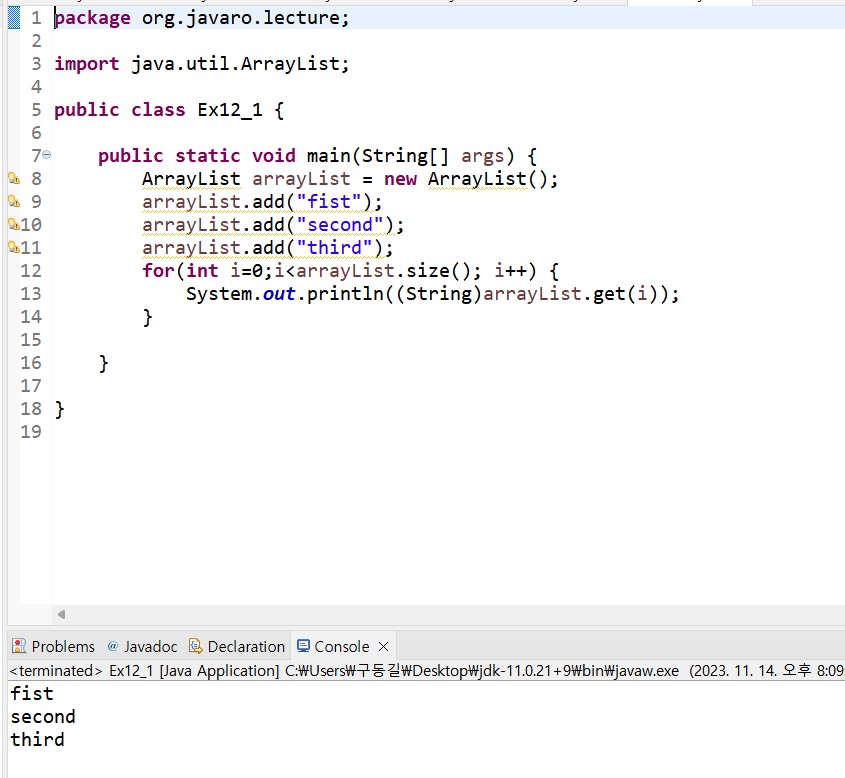 1 package org.javaro.lecture;
2
3 import java.util.ArrayList;
4
5 public class Ex12_1 {
6
7 public static void main(String[] args) {
8 ArrayList arrayList = new ArrayList();
9 arrayList.add("fist");
10 arrayList.add("second");
11 arrayList.add("third");
12 for(int i=0;i<arrayList.size(); i++) {
13 System.out.println((String)arrayList.get(i));
14 }
15
16 }
17
18 }
19
Problems @ Javadoc Declaration Console
<terminated> Ex12_1 [Java Application] C:₩Users₩구동길₩Desktop₩jdk-11.0.21+9₩bin₩javaw.exe (2023. 11. 14. 오후 8:09
fist
second
third